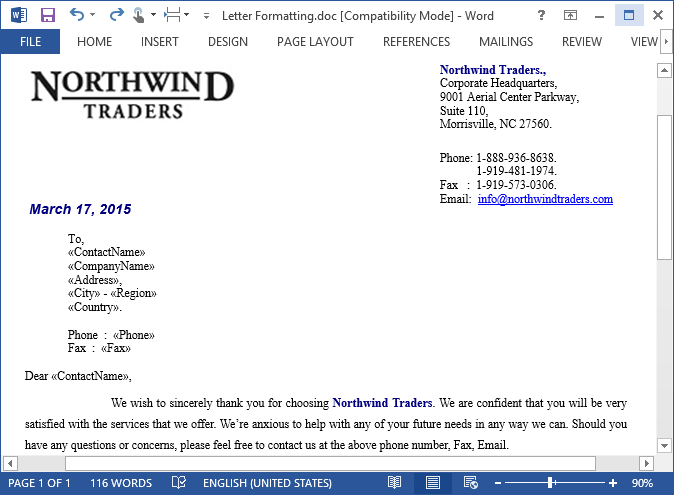 Letter Formatting.doc [Compatibility Mode] - Word
FILE HOME INSERT DESIGN PAGE LAYOUT REFERENCES MAILINGS REVIEW VIEW
NORTHWIND
TRADERS
Northwind Traders.,
Corporate Headquarters,
9001 Aerial Center Parkway,
Suite 110,
Morrisville, NC 27560.
Phone: 1-888-936-8638.
1-919-481-1974.
Fax : 1-919-573-0306.
Email: info@northwindtraders.com
March 17, 2015
To,
«ContactName»
«CompanyName»
«Address»,
«City» - «Region»
«Country».
Phone : «Phone»
Fax : «Fax»
Dear «ContactName»,
We wish to sincerely thank you for choosing Northwind Traders. We are confident that you will be very
satisfied with the services that we offer. We’re anxious to help with any of your future needs in any way we can. Should you
have any questions or concerns, please feel free to contact us at the above phone number, Fax, Email.
PAGE 1 OF 1 116 WORDS ENGLISH (UNITED STATES) 90%